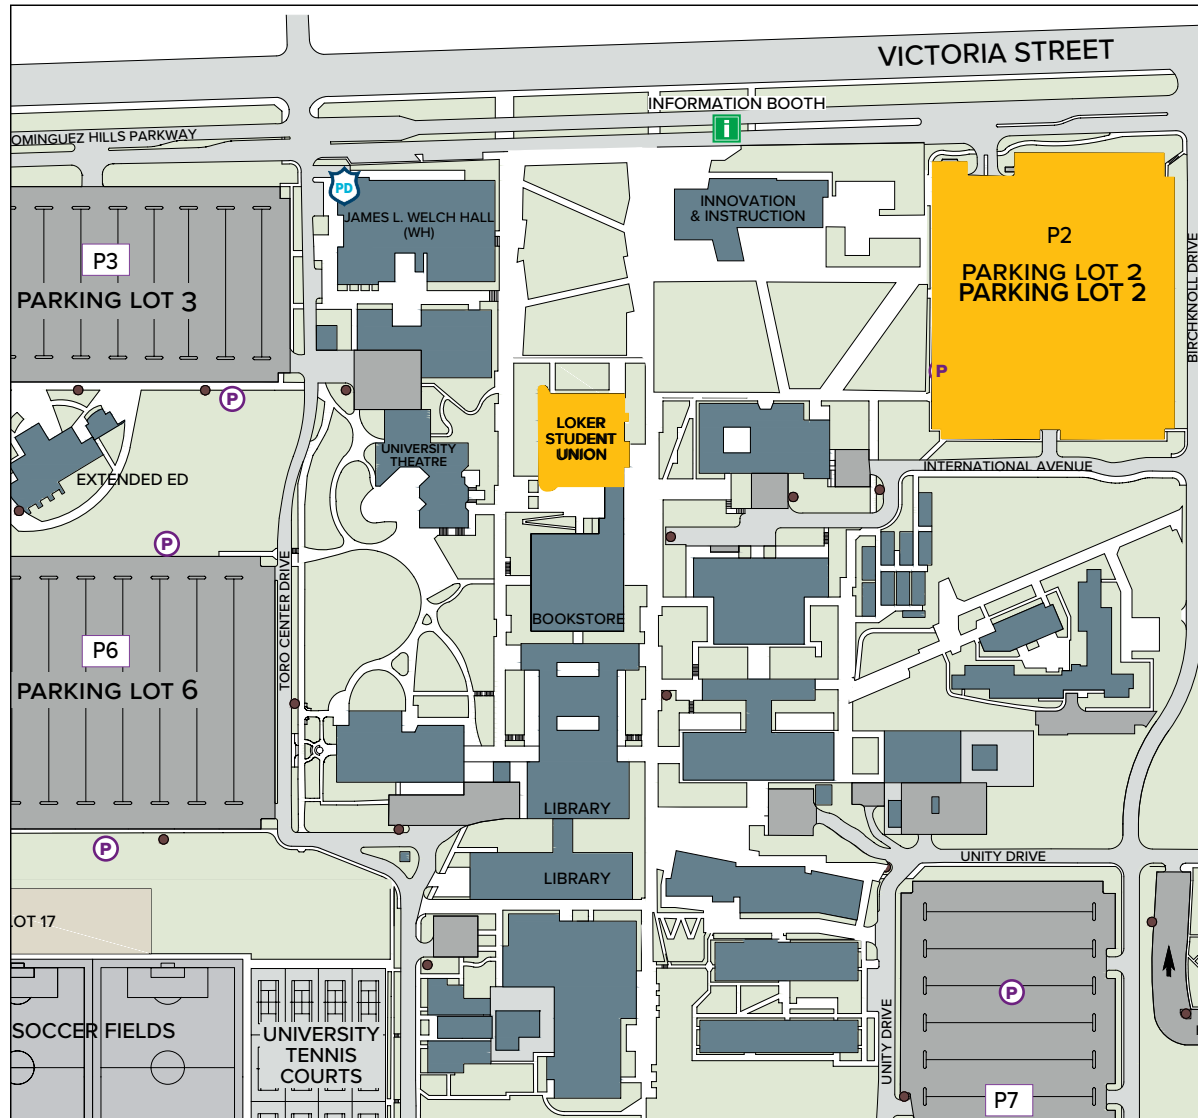 VICTORIA STREET
INFORMATION BOOTH
i
OMINGUEZ HILLS PARKWAY
PD
JAMES L. WELCH HALL
(WH)
INNOVATION
& INSTRUCTION
P3
PARKING LOT 3
P2
PARKING LOT 2
PARKING LOT 2
BIRCHKNOLL DRIVE
P
P
LOKER
STUDENT
UNION
UNIVERSITY
THEATRE
EXTENDED ED
INTERNATIONAL AVENUE
P
TORO CENTER DRIVE
BOOKSTORE
P6
PARKING LOT 6
LIBRARY
P
UNITY DRIVE
LIBRARY
LOT 17
P
SOCCER FIELDS
UNIVERSITY
TENNIS
COURTS
UNITY DRIVE
P7